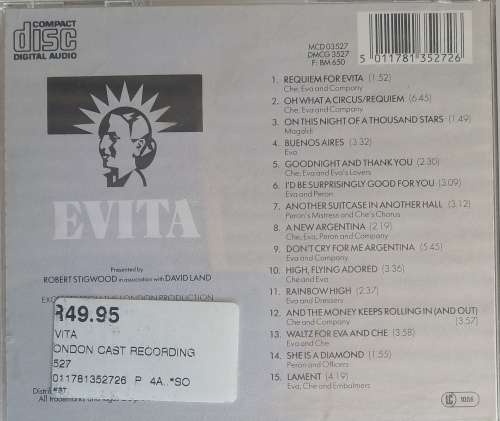 COMPACT
disc
DIGITAL AUDIO
MCD 03527
DMCG 3527
F: BM 650
5 011781 352726
EVITA
Presented by
ROBERT STIGWOOD in association with DAVID LAND
THE LONDON PRODUCTION
R49.95
VITA
ONDON CAST RECORDING
527
011781352726 P 4A..*SO
Distri
All trademarks and
1. REQUIEM FOR EVITA (1:52)
Che, Eva and Company
2. OH WHAT A CIRCUS/REQUIEM (6:45)
Che, Eva and Company
3. ON THIS NIGHT OF A THOUSAND STARS (1:49)
Magaldi
4. BUENOS AIRES (3.32)
Eva
5. GOODNIGHT AND THANK YOU (2.30)
Che, Eva and Eva's Lovers
6. I'D BE SURPRISINGLY GOOD FOR YOU (3.09)
Eva and Peron
7. ANOTHER SUITCASE IN ANOTHER HALL (3.12)
Peron's Mistress and Che's Chorus
8. A NEW ARGENTINA (2.19)
Che, Eva, Peron and Company
9. DON'T CRY FOR ME ARGENTINA (5:45)
Eva and Company
10. HIGH, FLYING ADORED (3:36)
Che and Eva
11. RAINBOW HIGH (2.37)
Eva and Dressers
12. AND THE MONEY KEEPS ROLLING IN (AND OUT)
Che and Company (3.57)
13. WALTZ FOR EVA AND CHE (3:58)
Eva and Che
14. SHE IS A DIAMOND (1:55)
Peron and Officers
15. LAMENT (4:19)
Eva, Che and Embalmers
LC 1056